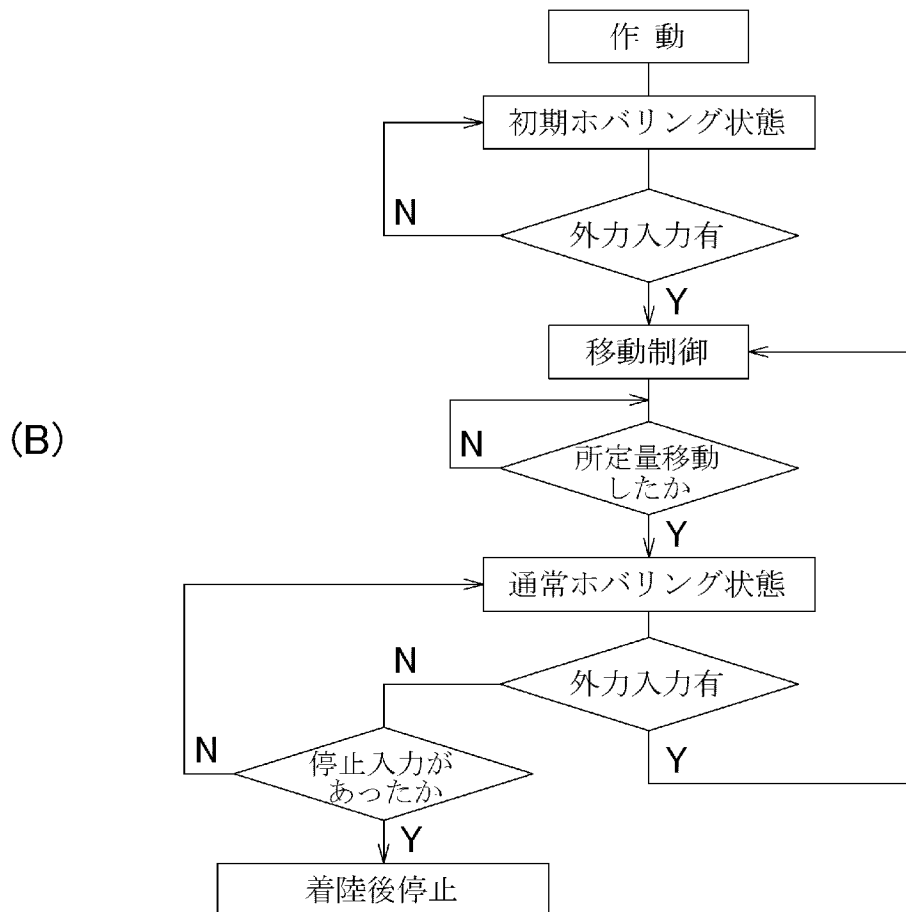 作動
初期ホバリング状態
N
外力入力有
Y
移動制御
(B)
N
所定量移動
したか
Y
通常ホバリング状態
N
外力入力有
N
停止入力が
あったか
Y
Y
着陸後停止